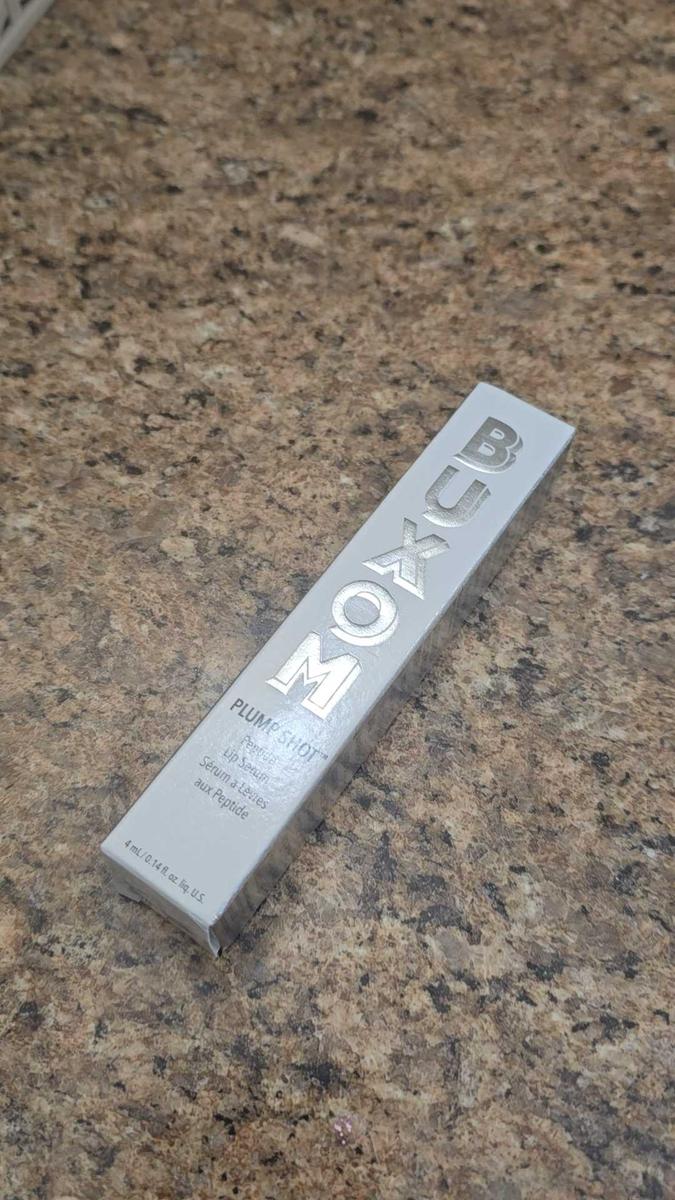 BUXOM
PLUMP SHOT™
Peptide
Lip Serum
Sérum à Lèvres
aux Peptide
4 mL/0.14 fl. oz. liq. U.S.